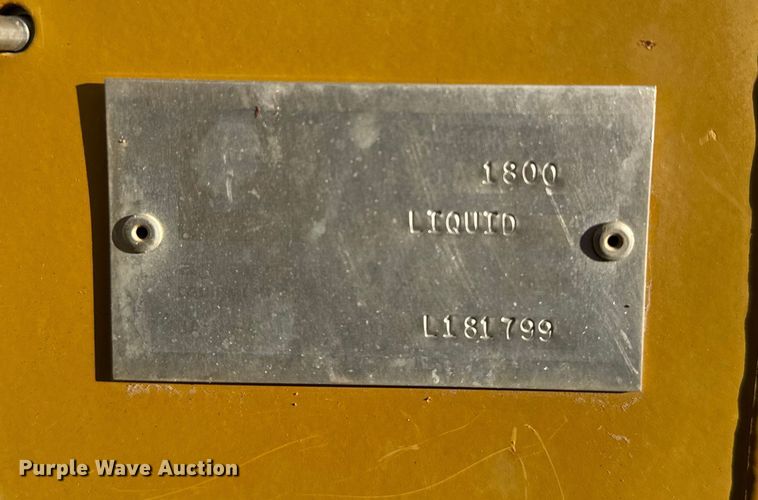 1800
LIQUID
L181799
Purple Wave Auction